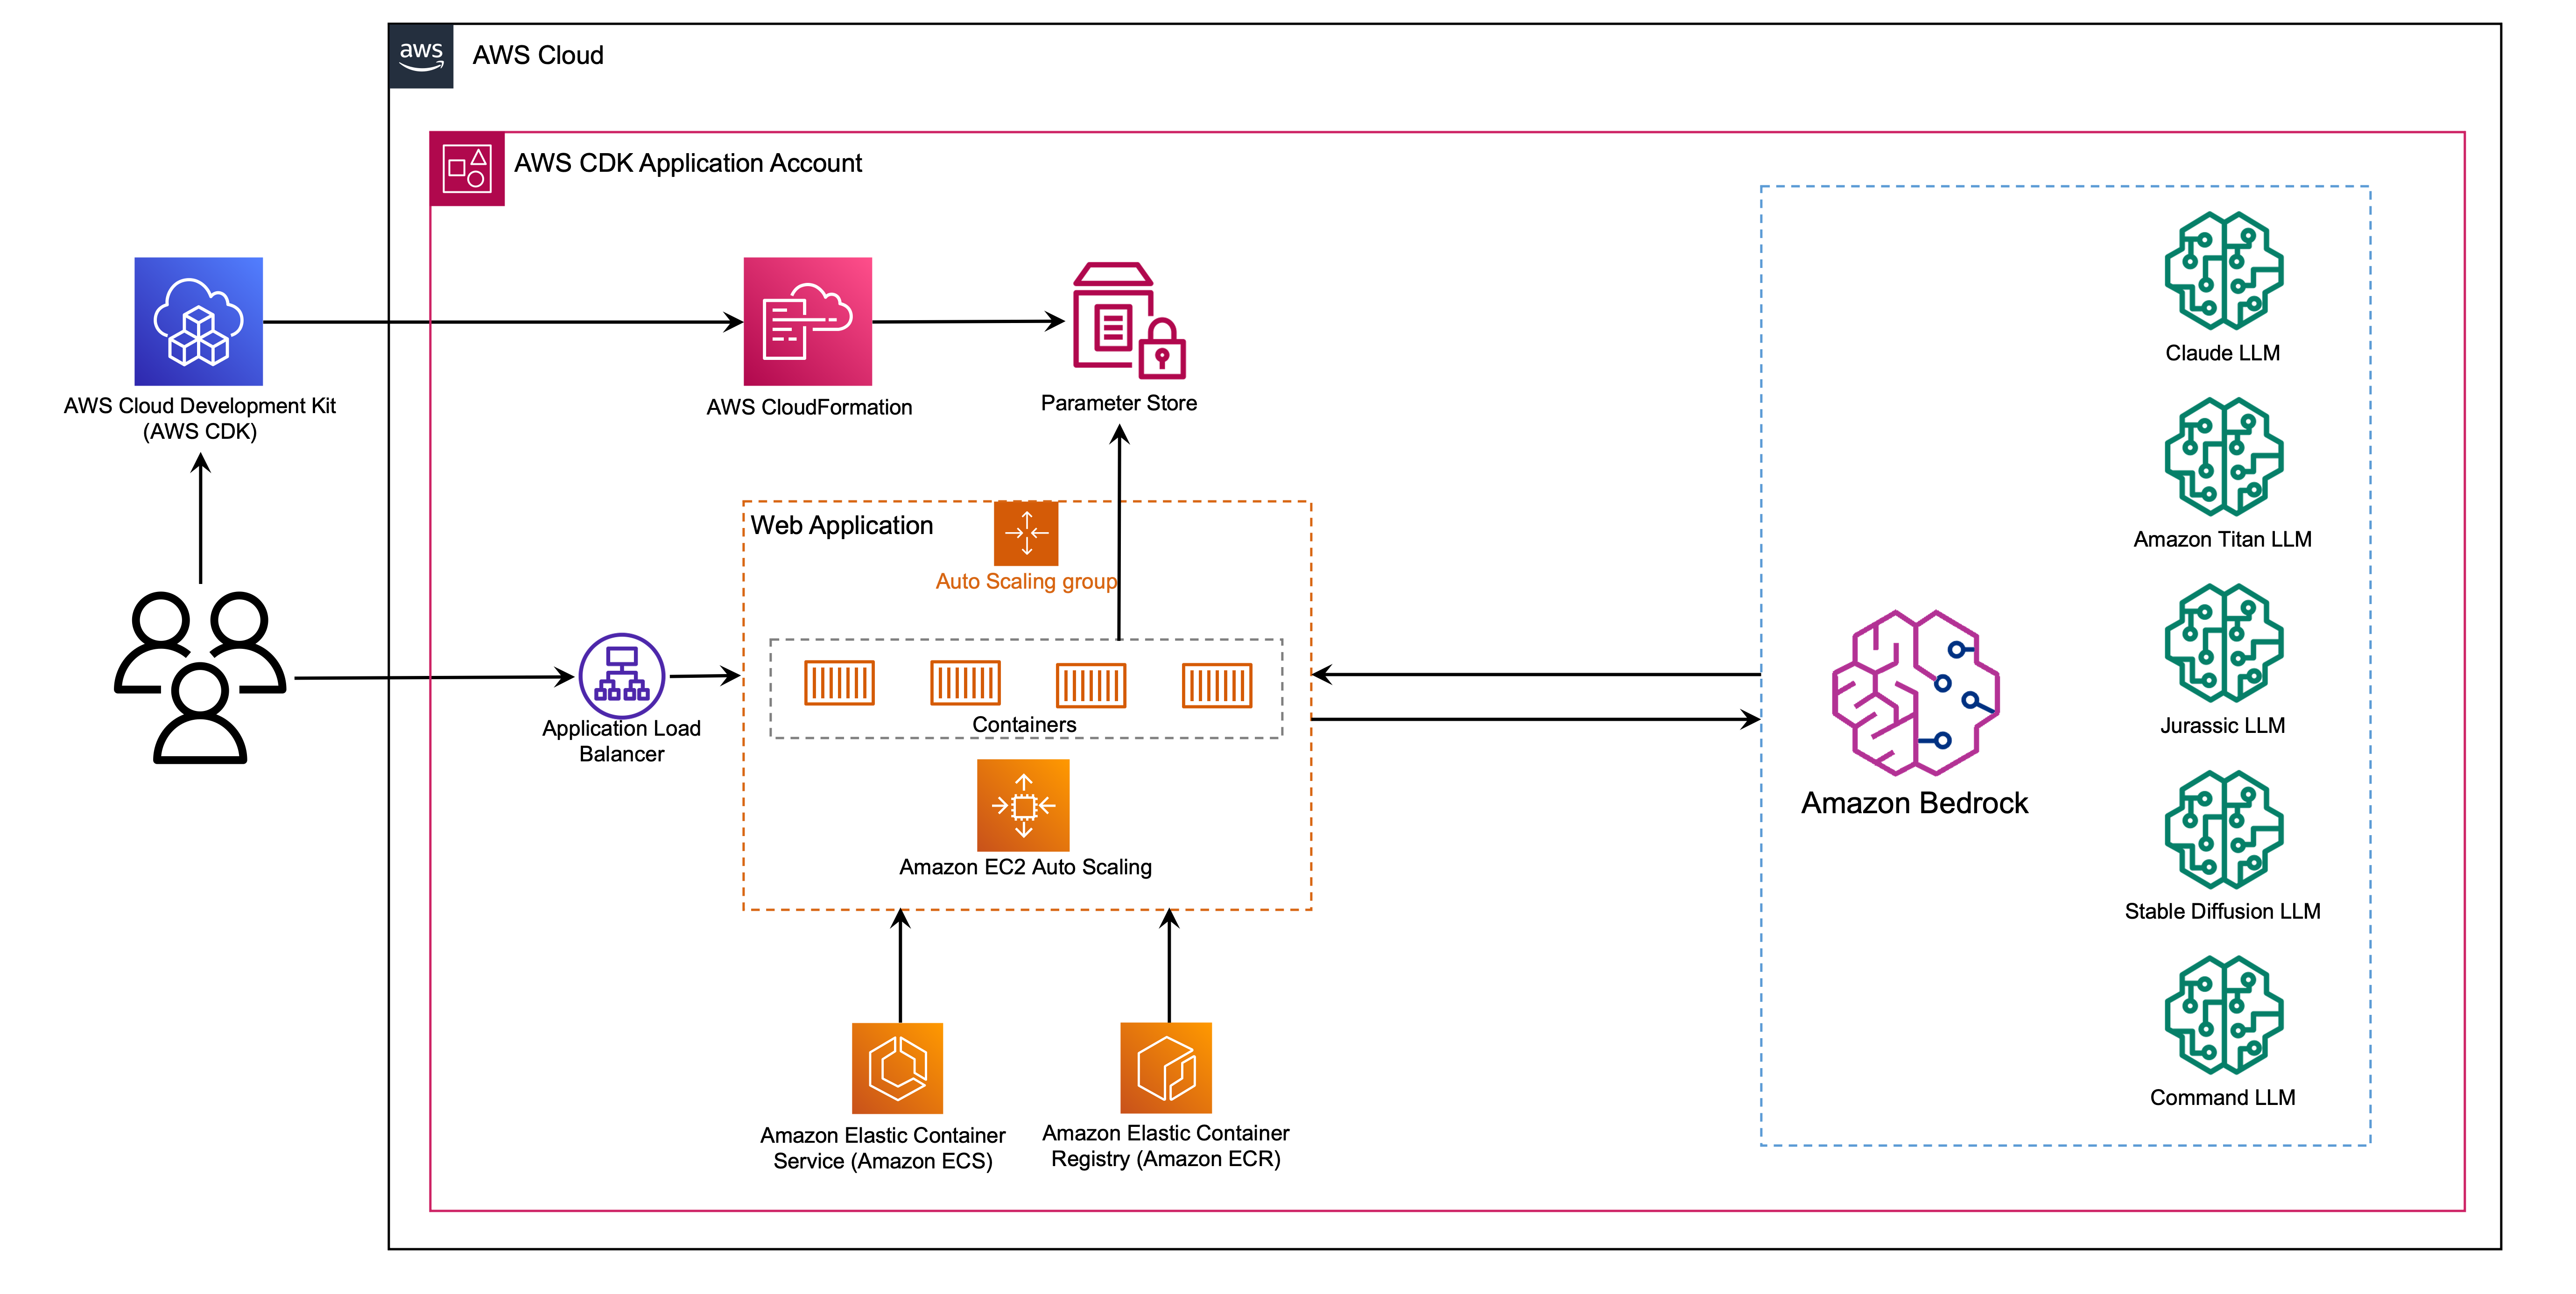 aws
AWS Cloud
AWS CDK Application Account
AWS Cloud Development Kit
(AWS CDK)
AWS CloudFormation
Parameter Store
Web Application
Auto Scaling group
Containers
Amazon EC2 Auto Scaling
Application Load
Balancer
Amazon Elastic Container
Service (Amazon ECS)
Amazon Elastic Container
Registry (Amazon ECR)
Amazon Bedrock
Claude LLM
Amazon Titan LLM
Jurassic LLM
Stable Diffusion LLM
Command LLM